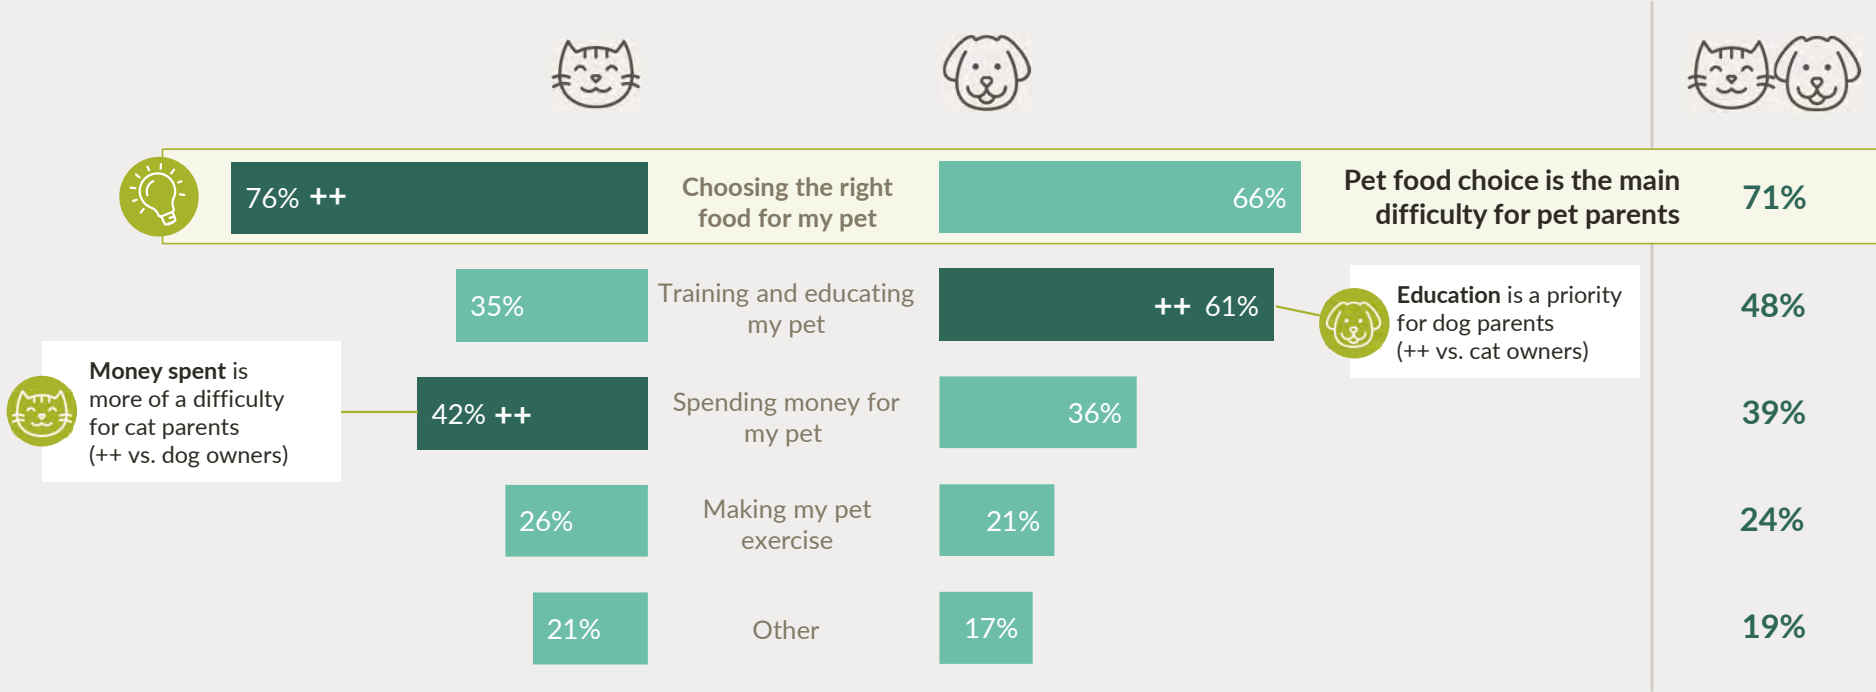 76% ++
Choosing the right
food for my pet
66%
Pet food choice is the main
difficulty for pet parents
71%
35%
Training and educating
my pet
++ 61%
Education is a priority
for dog parents
(++ vs. cat owners)
48%
Money spent is
more of a difficulty
for cat parents
(++ vs. dog owners)
42% ++
Spending money for
my pet
36%
39%
26%
Making my pet
exercise
21%
24%
21%
Other
17%
19%